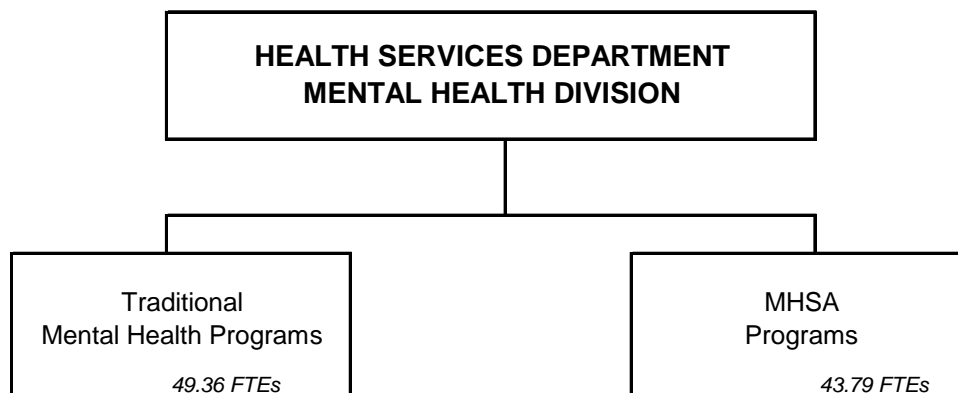 HEALTH SERVICES DEPARTMENT
MENTAL HEALTH DIVISION
Traditional
Mental Health Programs
49.36 FTEs
MHSA
Programs
43.79 FTEs